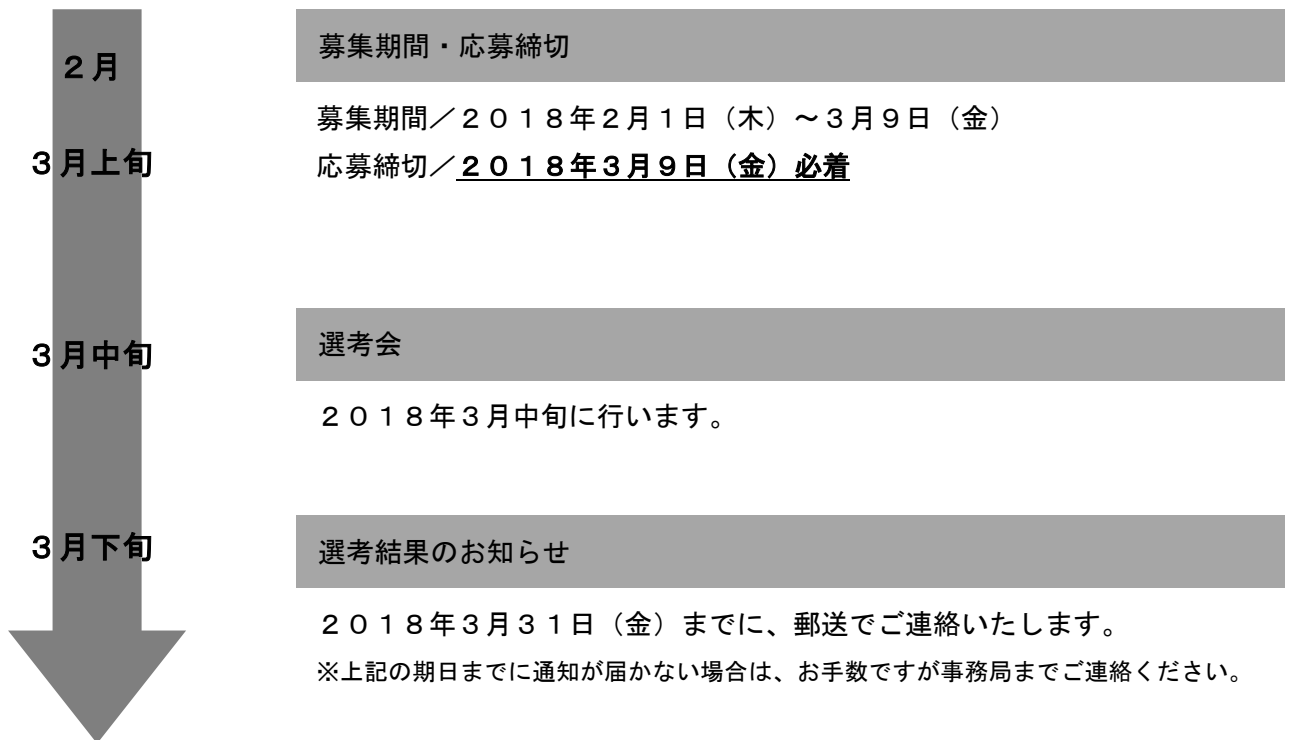 ２月
募集期間・応募締切
募集期間／２０１８年２月１日（木）～３月９日（金）
３月上旬
応募締切／２０１８年３月９日（金）必着
３月中旬
選考会
２０１８年３月中旬に行います。
３月下旬
選考結果のお知らせ
２０１８年３月３１日（金）までに、郵送でご連絡いたします。
※上記の期日までに通知が届かない場合は、お手数ですが事務局までご連絡ください。